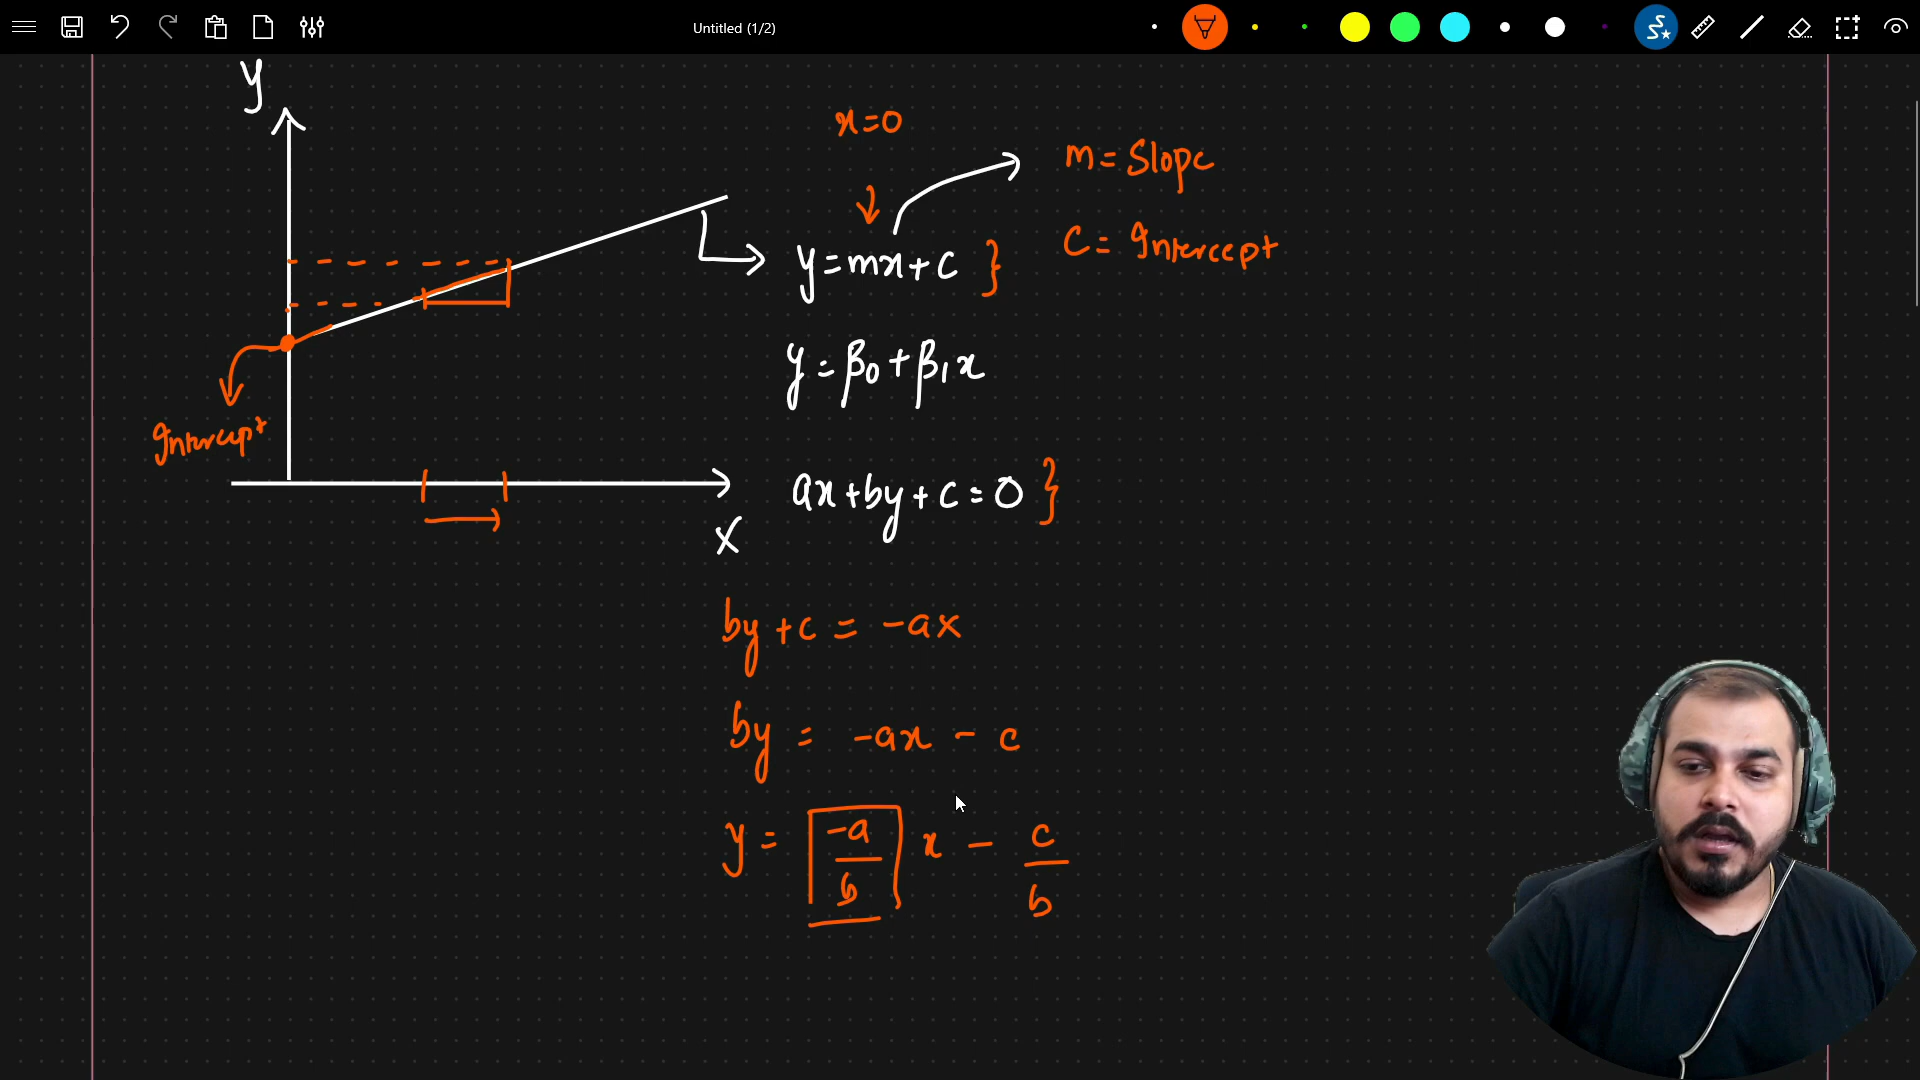 Untitled (1/2)
y
x=0
m = Slope
y=mx+c }
c = Intercept
y = β₀+β₁x
Intercept
ax+by+c=0 }
x
by+c = -ax
by = -ax - c
y = [-a/b] x - c/b